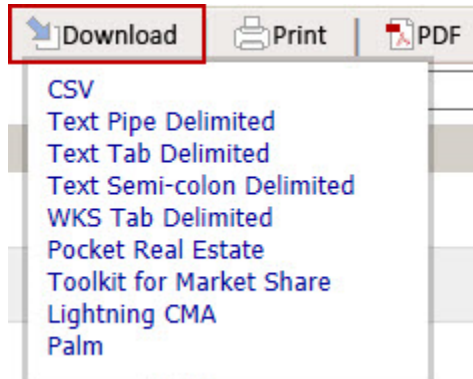 Download Print PDF
CSV
Text Pipe Delimited
Text Tab Delimited
Text Semi-colon Delimited
WKS Tab Delimited
Pocket Real Estate
Toolkit for Market Share
Lightning CMA
Palm